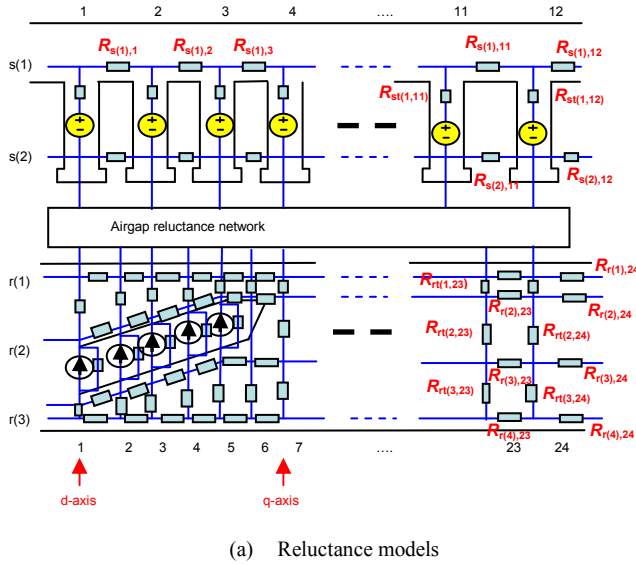 1 2 3 4 .... 11 12
R_s(1),1 R_s(1),2 R_s(1),3 R_s(1),11 R_s(1),12
s(1)
R_st(1,11) R_st(1,12)
s(2)
R_s(2),11 R_s(2),12
Airgap reluctance network
r(1)
R_r(1),24
R_rt(1,23) R_r(2),23 R_r(2),24
r(2)
R_rt(2,23) R_rt(2,24)
R_r(3),23 R_r(3),24
R_rt(3,23) R_rt(3,24)
r(3)
R_r(4),23 R_r(4),24
1 2 3 4 5 6 7 .... 23 24
d-axis q-axis
(a) Reluctance models